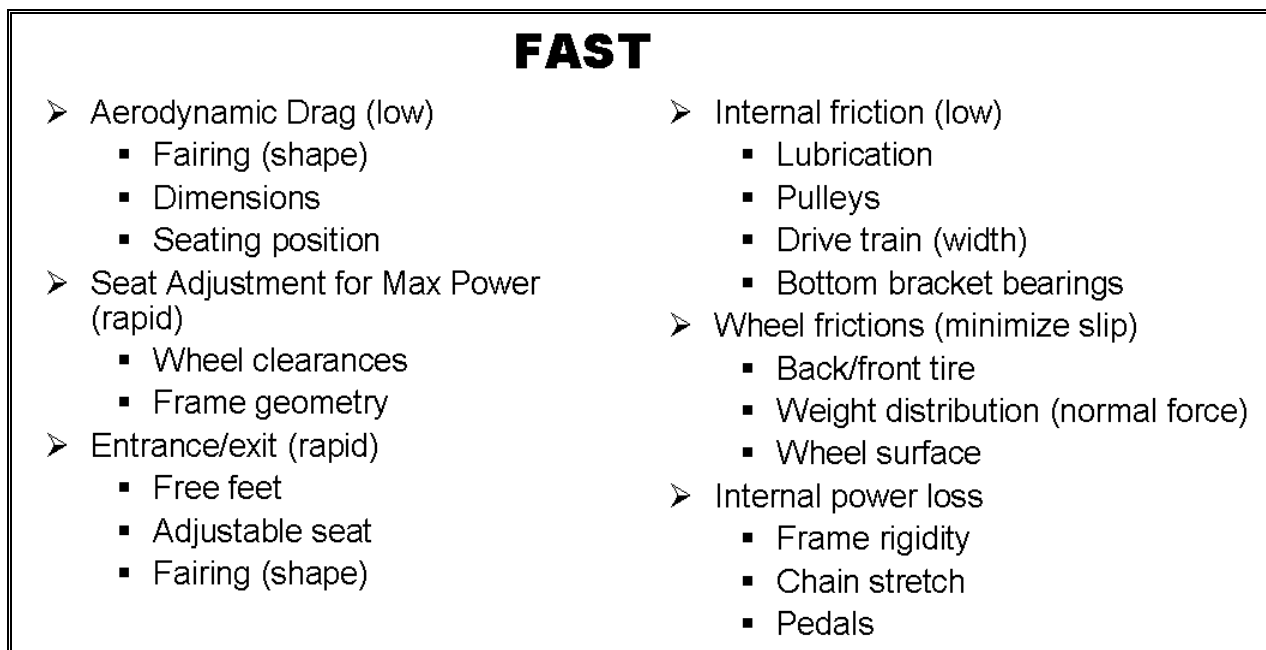 FAST
➢ Aerodynamic Drag (low)
▪ Fairing (shape)
▪ Dimensions
▪ Seating position
➢ Seat Adjustment for Max Power
(rapid)
▪ Wheel clearances
▪ Frame geometry
➢ Entrance/exit (rapid)
▪ Free feet
▪ Adjustable seat
▪ Fairing (shape)
➢ Internal friction (low)
▪ Lubrication
▪ Pulleys
▪ Drive train (width)
▪ Bottom bracket bearings
➢ Wheel frictions (minimize slip)
▪ Back/front tire
▪ Weight distribution (normal force)
▪ Wheel surface
➢ Internal power loss
▪ Frame rigidity
▪ Chain stretch
▪ Pedals